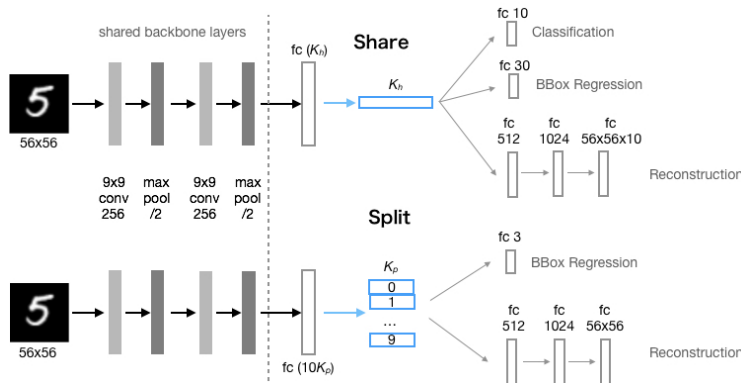 shared backbone layers
fc (Kₕ)
Share
fc 10
Classification
Kₕ
fc 30
BBox Regression
5
56x56
fc
512
fc
1024
fc
56x56x10
Reconstruction
9x9
conv
256
max
pool
/2
9x9
conv
256
max
pool
/2
Split
fc 3
BBox Regression
Kₚ
0
1
...
9
5
56x56
fc (10Kₚ)
fc
512
fc
1024
fc
56x56
Reconstruction